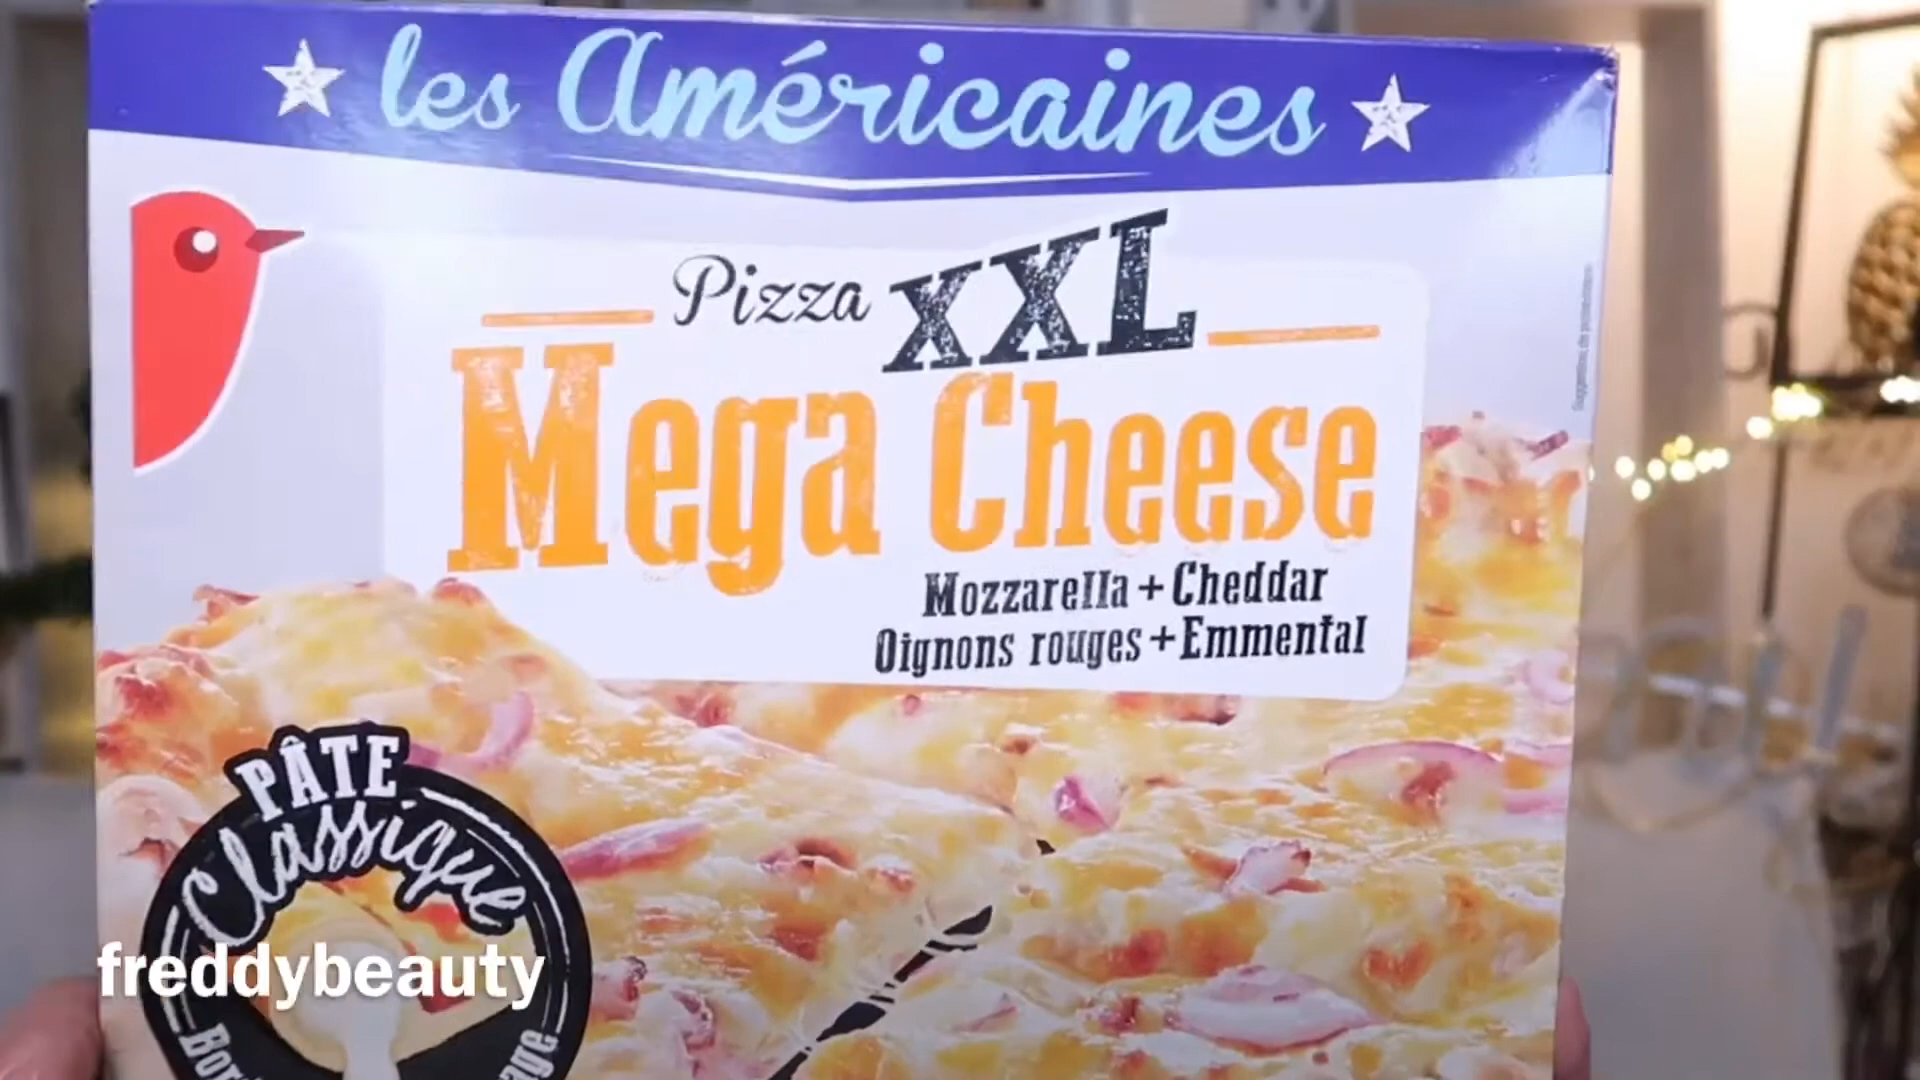 les Américaines
Pizza XXL
Mega Cheese
Mozzarella + Cheddar
Oignons rouges + Emmental
PÂTE
Classique
freddybeauty